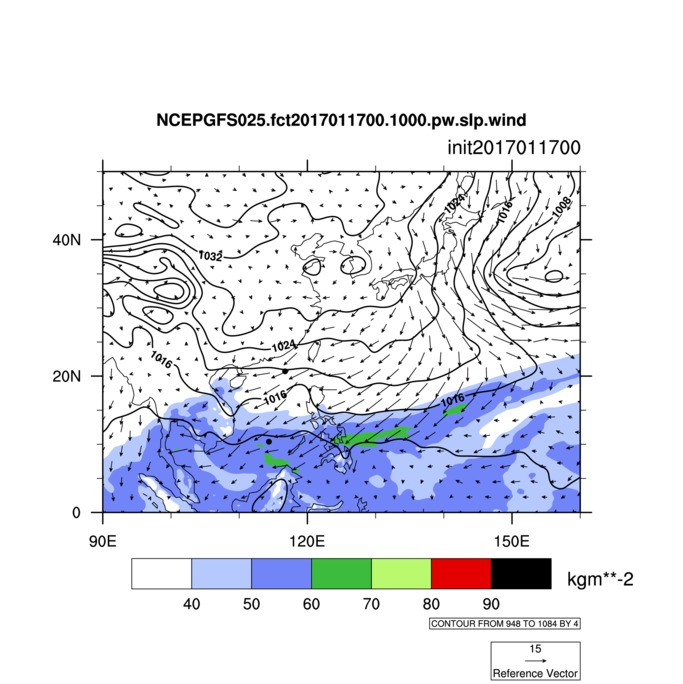 NCEPGFS025.fct2017011700.1000.pw.slp.wind
init2017011700
1024
1016
1008
40N
1032
1024
1016
20N
1016
1016
0
90E 120E 150E
kgm**-2
40 50 60 70 80 90
CONTOUR FROM 948 TO 1084 BY 4
15
Reference Vector